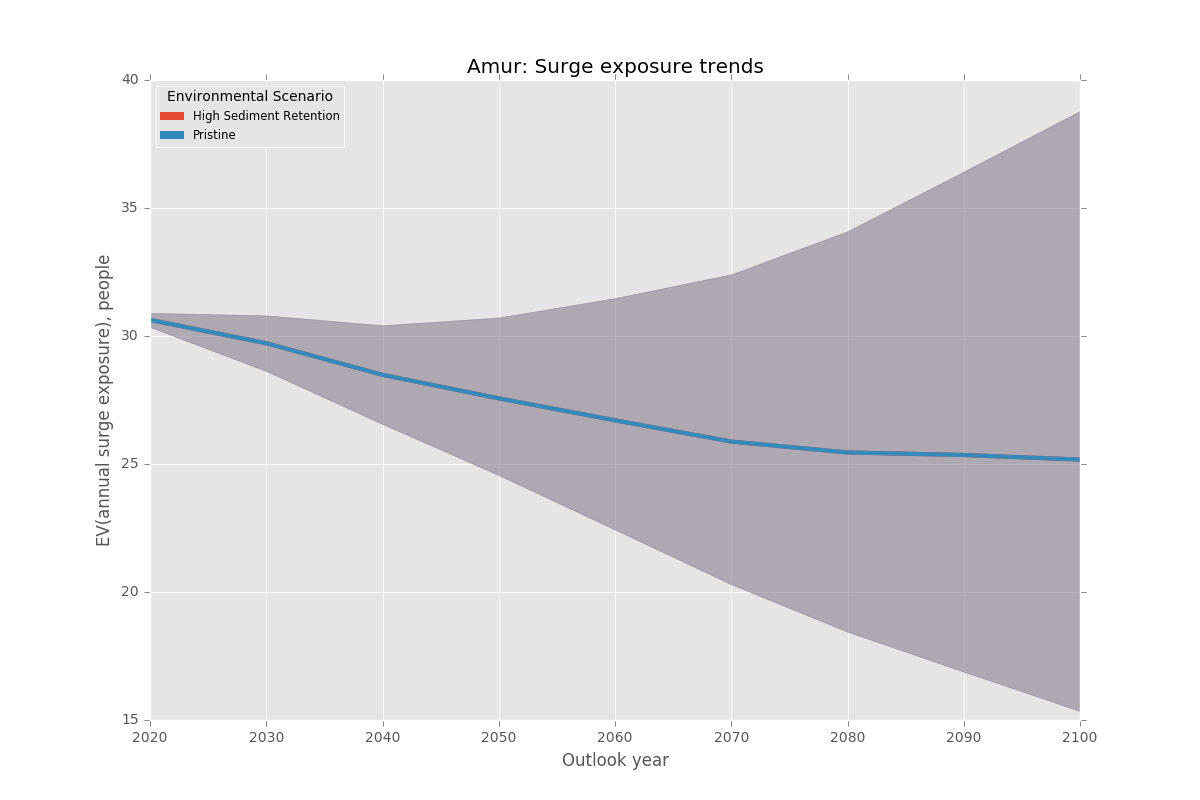 Amur: Surge exposure trends
40
35
30
25
20
15
EV(annual surge exposure), people
Environmental Scenario
High Sediment Retention
Pristine
2020 2030 2040 2050 2060 2070 2080 2090 2100
Outlook year